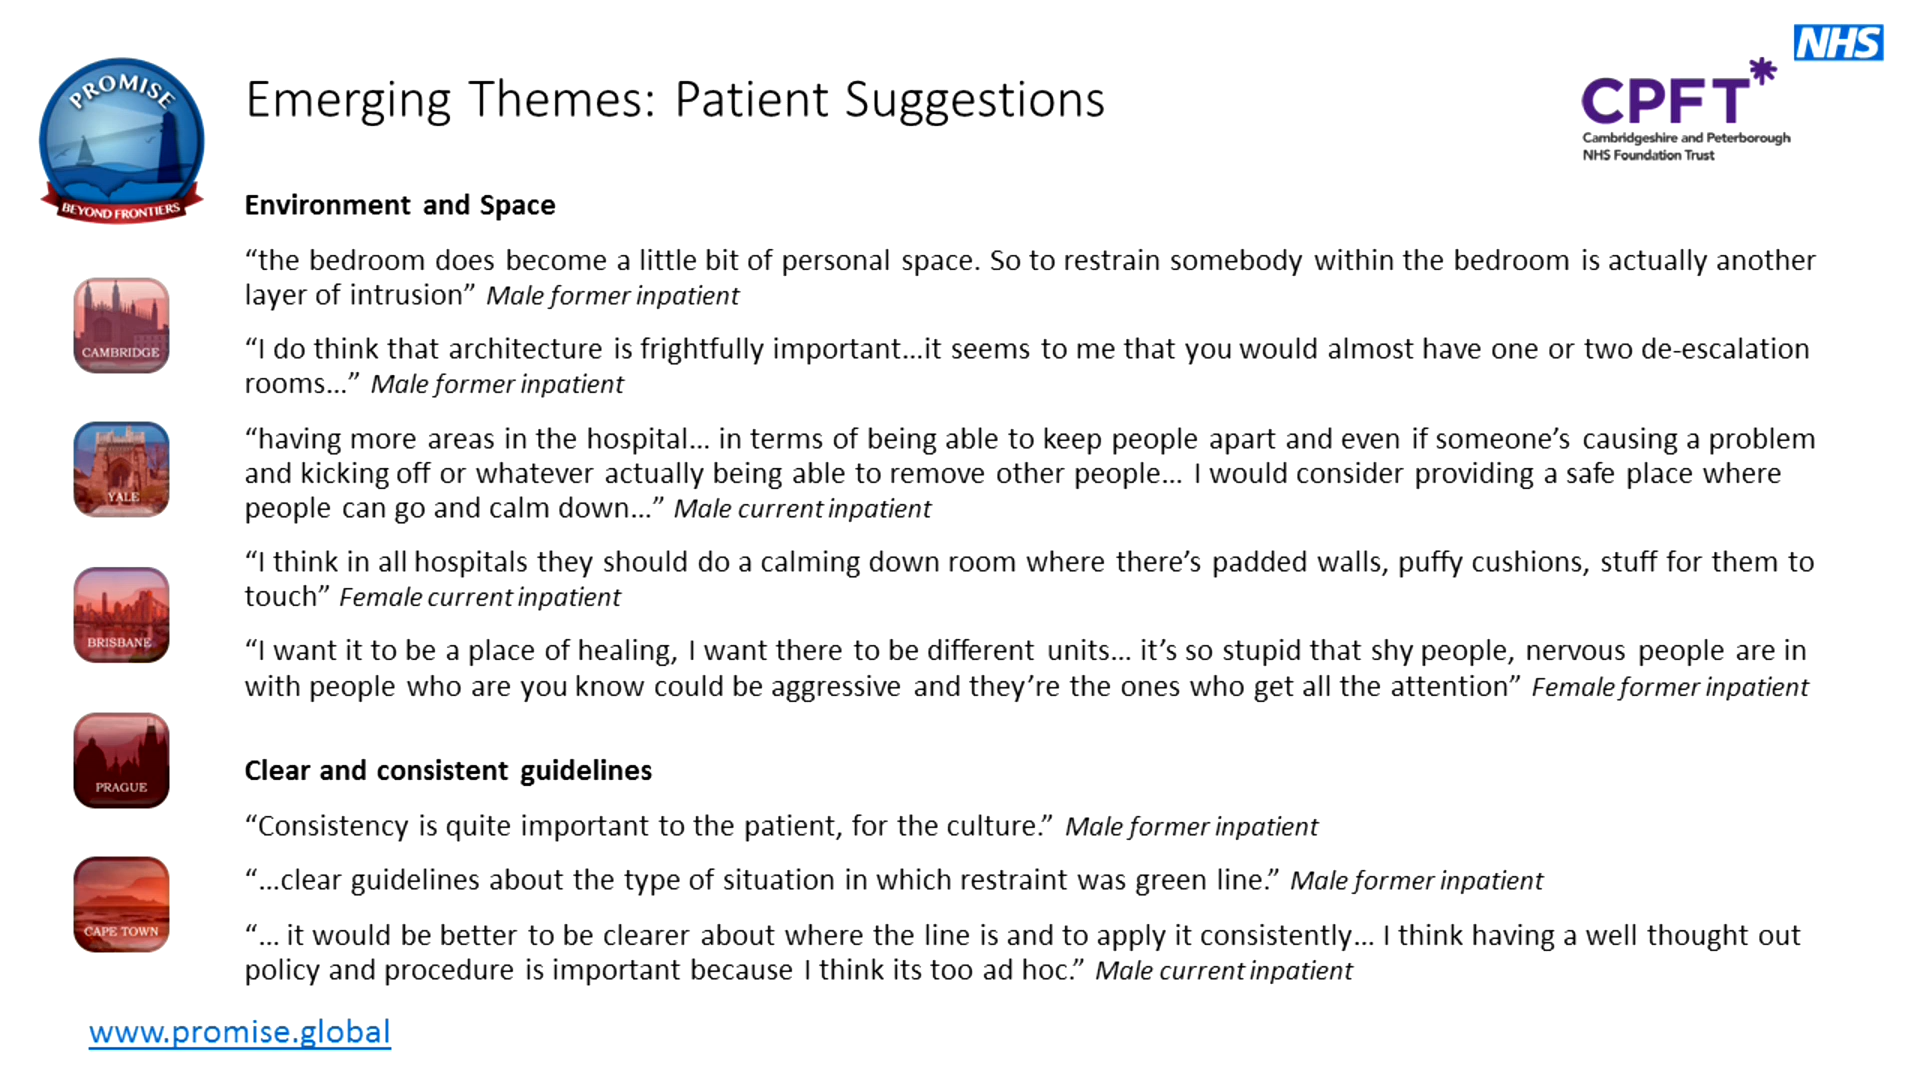 PROMISE
BEYOND FRONTIERS
Emerging Themes: Patient Suggestions
NHS
CPFT*
Cambridgeshire and Peterborough
NHS Foundation Trust
Environment and Space
“the bedroom does become a little bit of personal space. So to restrain somebody within the bedroom is actually another
layer of intrusion” Male former inpatient
“I do think that architecture is frightfully important…it seems to me that you would almost have one or two de-escalation
rooms…” Male former inpatient
“having more areas in the hospital… in terms of being able to keep people apart and even if someone’s causing a problem
and kicking off or whatever actually being able to remove other people… I would consider providing a safe place where
people can go and calm down…” Male current inpatient
“I think in all hospitals they should do a calming down room where there’s padded walls, puffy cushions, stuff for them to
touch” Female current inpatient
“I want it to be a place of healing, I want there to be different units… it’s so stupid that shy people, nervous people are in
with people who are you know could be aggressive and they’re the ones who get all the attention” Female former inpatient
Clear and consistent guidelines
“Consistency is quite important to the patient, for the culture.” Male former inpatient
“…clear guidelines about the type of situation in which restraint was green line.” Male former inpatient
“… it would be better to be clearer about where the line is and to apply it consistently… I think having a well thought out
policy and procedure is important because I think its too ad hoc.” Male current inpatient
CAMBRIDGE
YALE
BRISBANE
PRAGUE
CAPE TOWN
www.promise.global